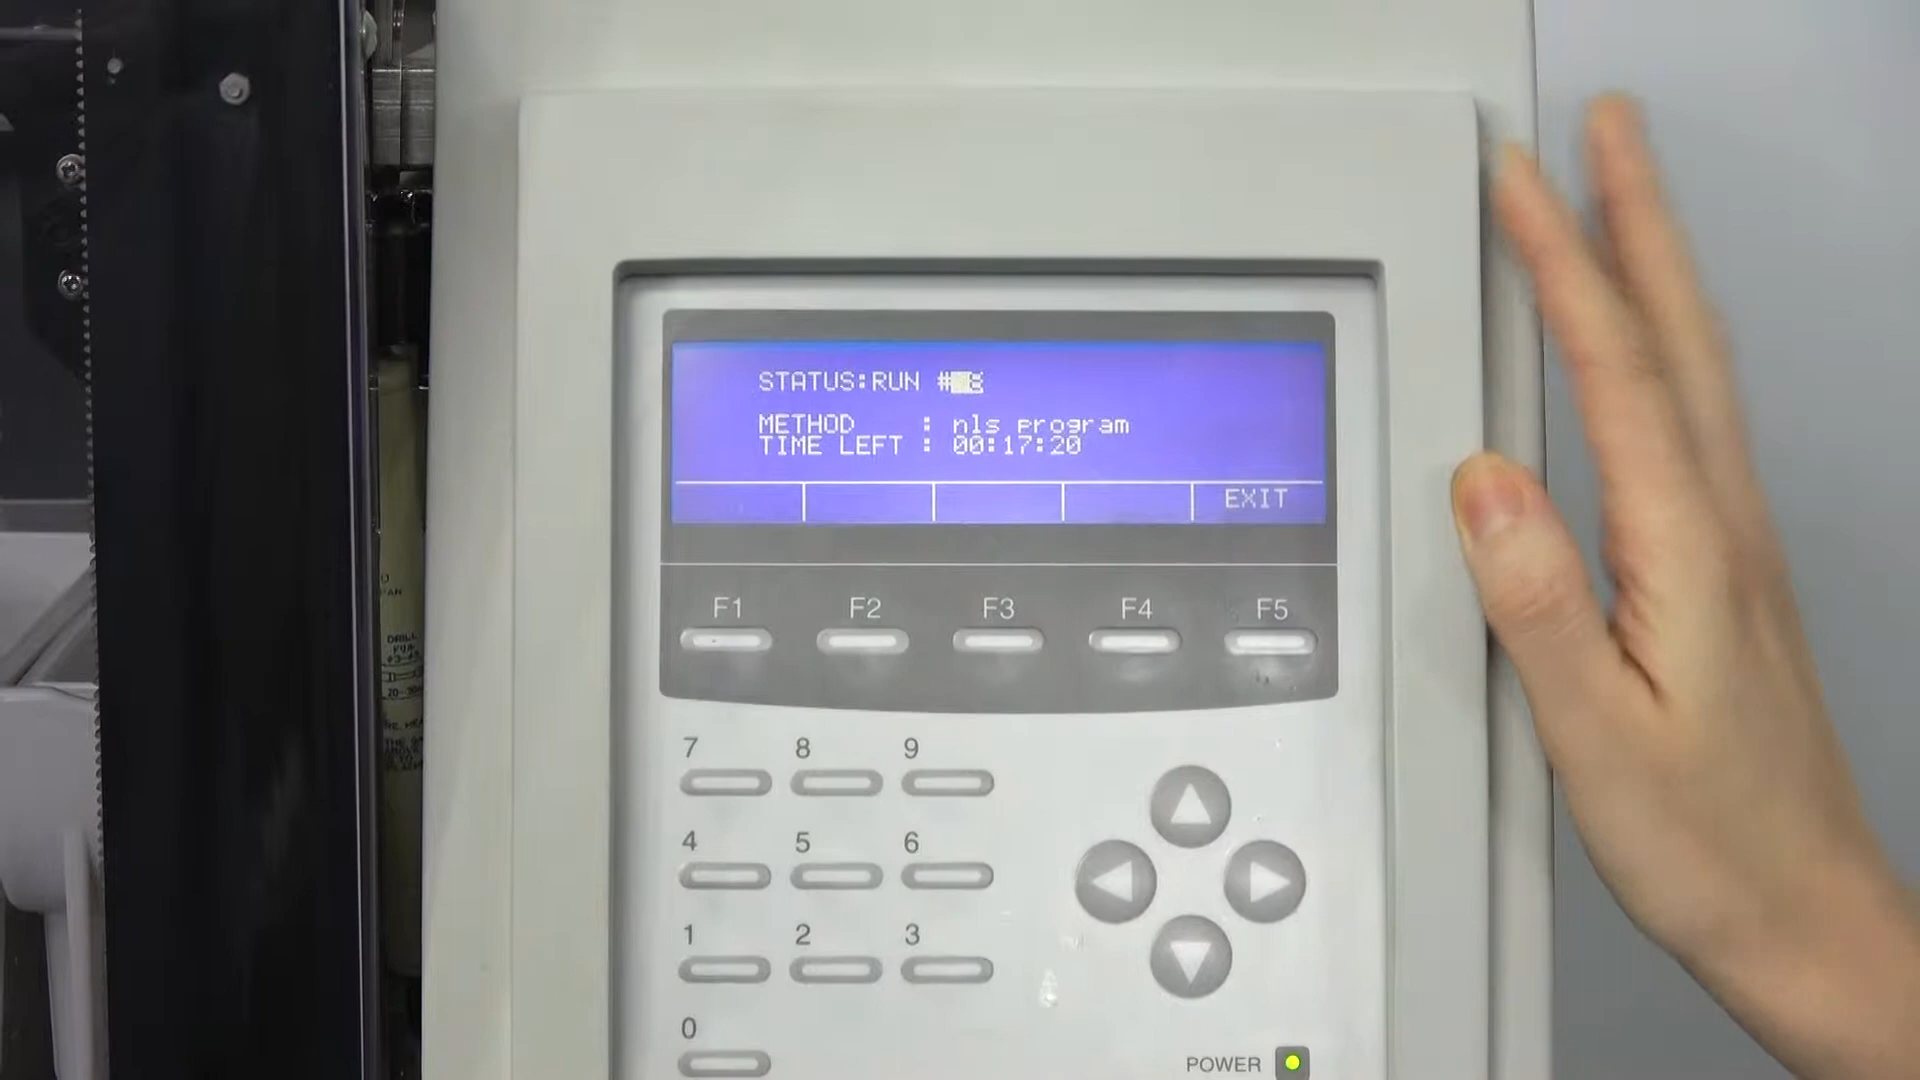 STATUS:RUN #
METHOD : nls program
TIME LEFT : 00:17:20
EXIT
F1 F2 F3 F4 F5
7 8 9
4 5 6
1 2 3
0
POWER
DRILL